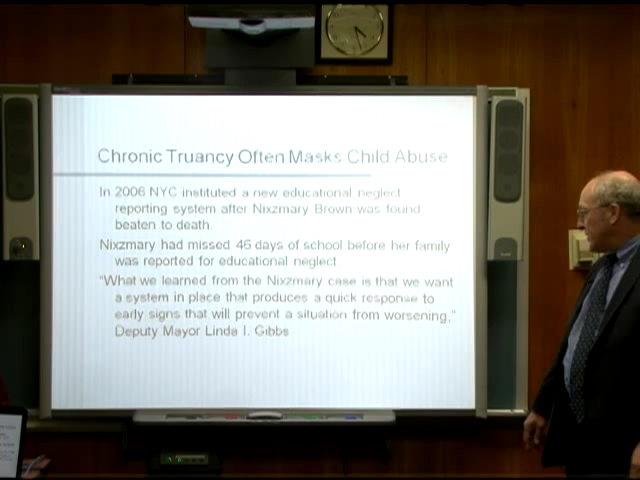 Chronic Truancy Often Masks Child Abuse
In 2006 NYC instituted a new educational neglect
reporting system after Nixzmary Brown was found
beaten to death.
Nixzmary had missed 46 days of school before her family
was reported for educational neglect
"What we learned from the Nixzmary case is that we want
a system in place that produces a quick response to
early signs that will prevent a situation from worsening,"
Deputy Mayor Linda I. Gibbs